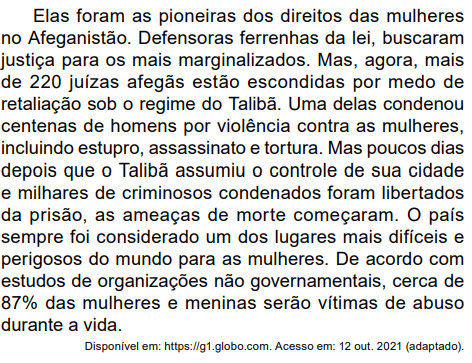 Elas foram as pioneiras dos direitos das mulheres
no Afeganistão. Defensoras ferrenhas da lei, buscaram
justiça para os mais marginalizados. Mas, agora, mais
de 220 juízas afegãs estão escondidas por medo de
retaliação sob o regime do Talibã. Uma delas condenou
centenas de homens por violência contra as mulheres,
incluindo estupro, assassinato e tortura. Mas poucos dias
depois que o Talibã assumiu o controle de sua cidade
e milhares de criminosos condenados foram libertados
da prisão, as ameaças de morte começaram. O país
sempre foi considerado um dos lugares mais difíceis e
perigosos do mundo para as mulheres. De acordo com
estudos de organizações não governamentais, cerca de
87% das mulheres e meninas serão vítimas de abuso
durante a vida.
Disponível em: https://g1.globo.com. Acesso em: 12 out. 2021 (adaptado).